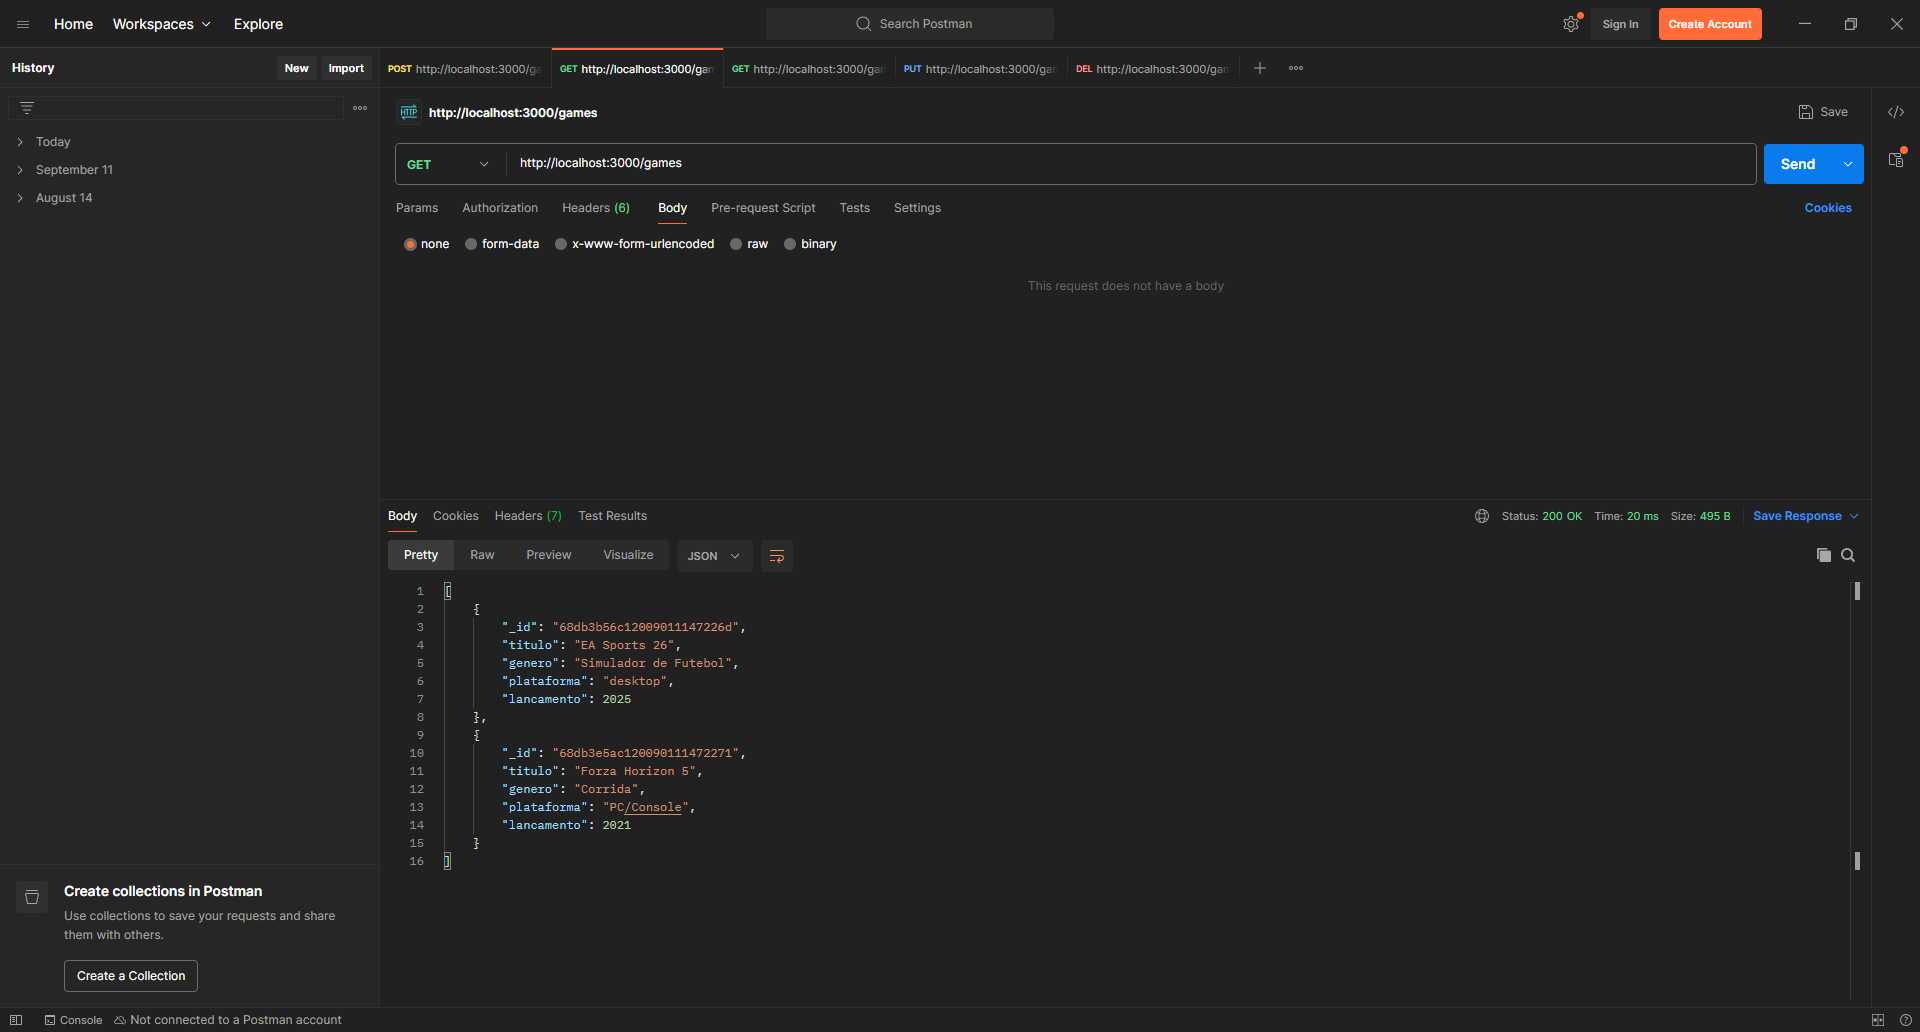 Home Workspaces Explore Search Postman Sign In Create Account
History New Import
POST http://localhost:3000/ga GET http://localhost:3000/gan GET http://localhost:3000/gan PUT http://localhost:3000/gan DEL http://localhost:3000/gan
HTTP http://localhost:3000/games Save
Today
September 11
August 14
GET http://localhost:3000/games Send
Params Authorization Headers (6) Body Pre-request Script Tests Settings Cookies
none form-data x-www-form-urlencoded raw binary
This request does not have a body
Body Cookies Headers (7) Test Results Status: 200 OK Time: 20 ms Size: 495 B Save Response
Pretty Raw Preview Visualize JSON
1 [
2 {
3 "_id": "68db3b56c12009011147226d",
4 "titulo": "EA Sports 26",
5 "genero": "Simulador de Futebol",
6 "plataforma": "desktop",
7 "lancamento": 2025
8 },
9 {
10 "_id": "68db3e5ac120090111472271",
11 "titulo": "Forza Horizon 5",
12 "genero": "Corrida",
13 "plataforma": "PC/Console",
14 "lancamento": 2021
15 }
16 ]
Create collections in Postman
Use collections to save your requests and share
them with others.
Create a Collection
Console Not connected to a Postman account